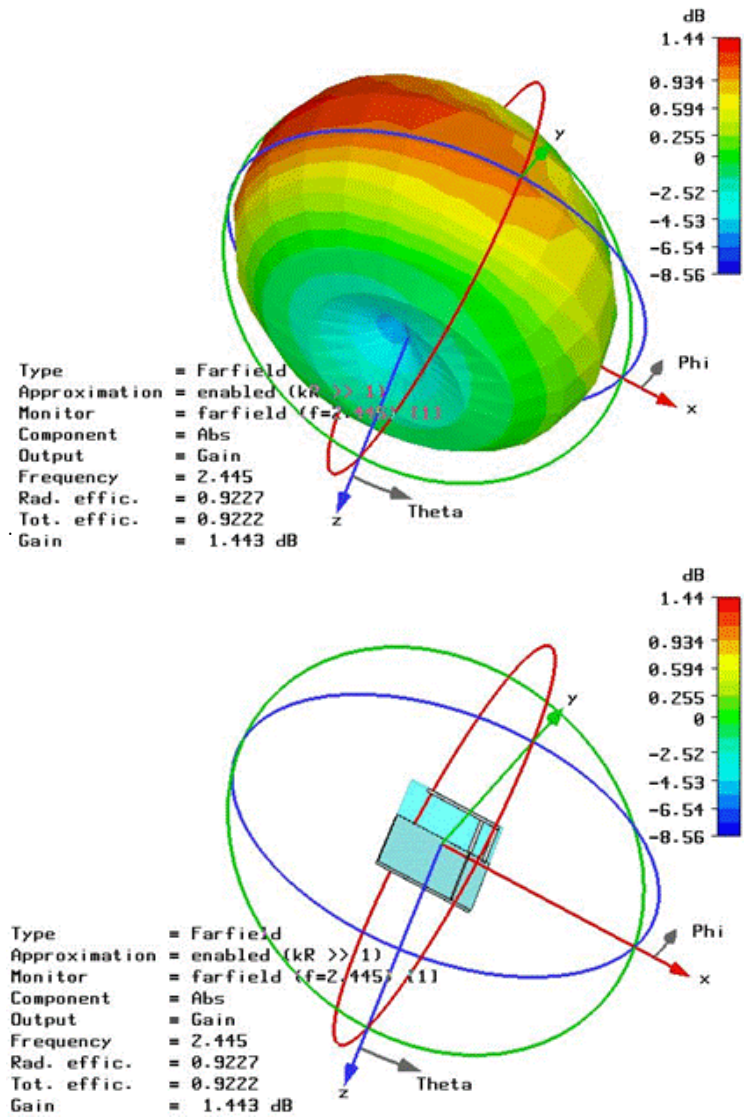 dB
1.44
0.934
0.594
0.255
0
-2.52
-4.53
-6.54
-8.56
y
Phi
x
z
Theta
Type = Farfield
Approximation = enabled (kR >> 1)
Monitor = farfield (f=2.445) [1]
Component = Abs
Output = Gain
Frequency = 2.445
Rad. effic. = 0.9227
Tot. effic. = 0.9222
Gain = 1.443 dB
dB
1.44
0.934
0.594
0.255
0
-2.52
-4.53
-6.54
-8.56
y
Phi
x
z
Theta
Type = Farfield
Approximation = enabled (kR >> 1)
Monitor = farfield (f=2.445) [1]
Component = Abs
Output = Gain
Frequency = 2.445
Rad. effic. = 0.9227
Tot. effic. = 0.9222
Gain = 1.443 dB